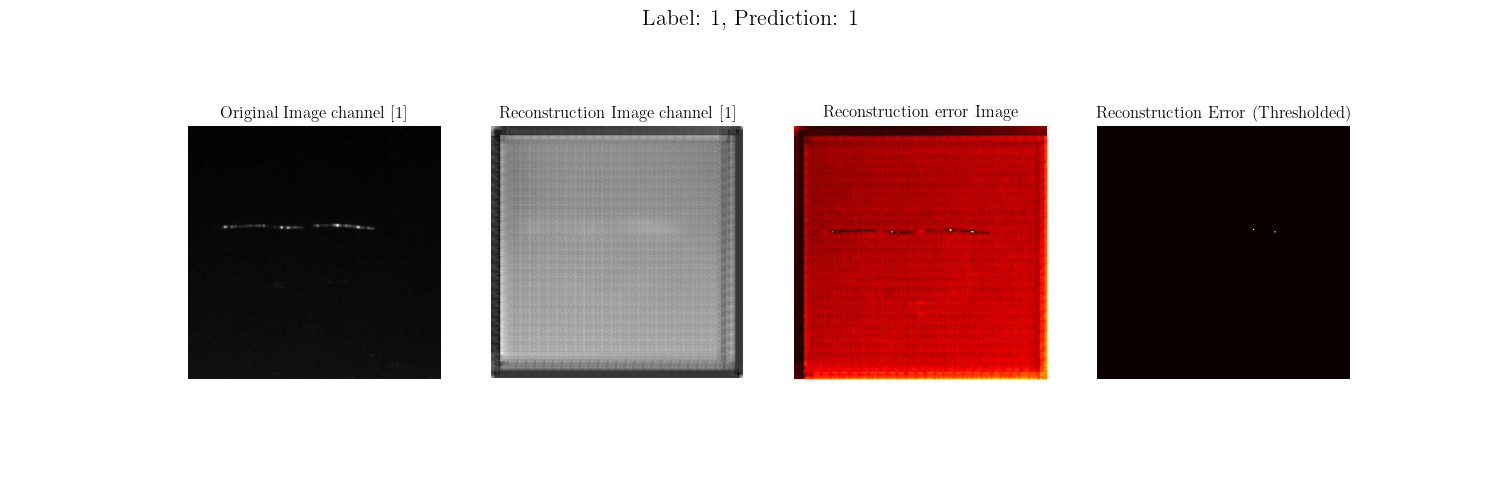 Label: 1, Prediction: 1
Original Image channel [1]
Reconstruction Image channel [1]
Reconstruction error Image
Reconstruction Error (Thresholded)